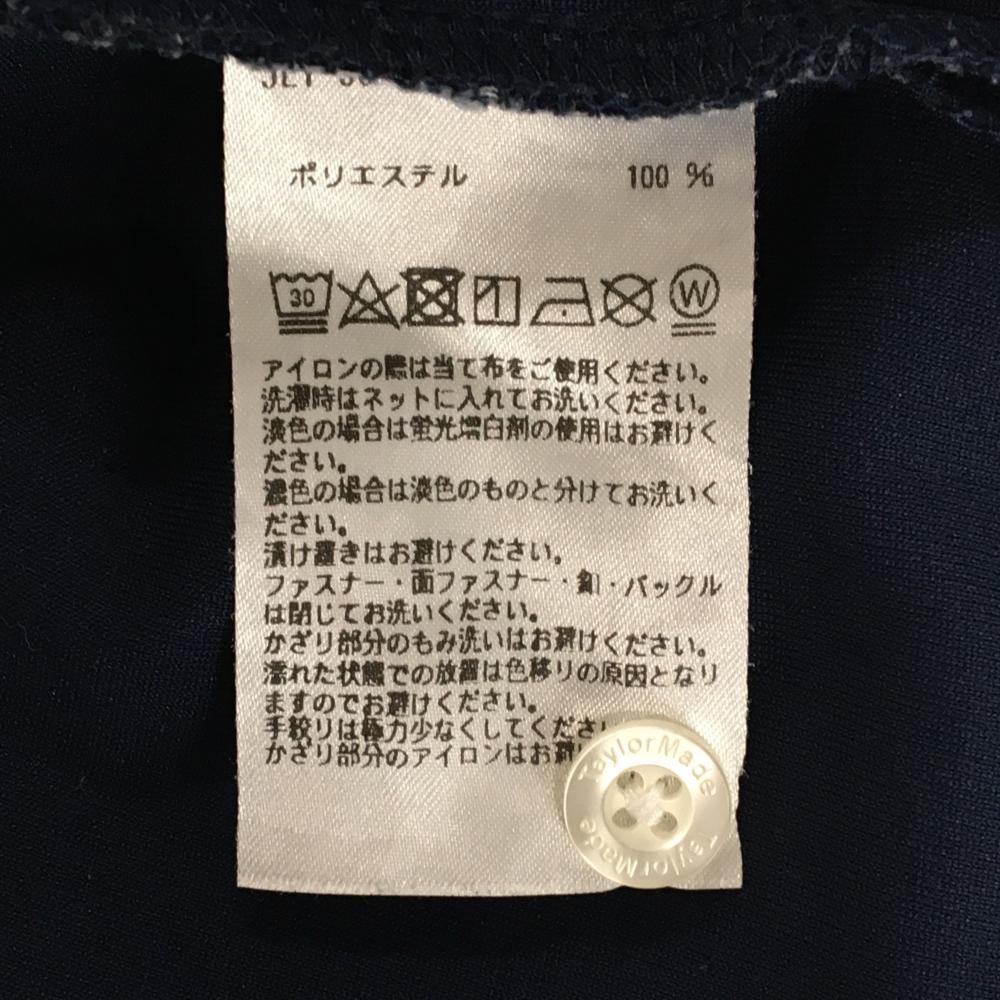 ポリエステル 100 %
30
W
アイロンの際は当て布をご使用ください。
洗濯時はネットに入れてお洗いください。
淡色の場合は蛍光増白剤の使用はお避けく
ださい。
濃色の場合は淡色のものと分けてお洗いく
ださい。
漬け置きはお避けください。
ファスナー・面ファスナー・釦・バックル
は閉じてお洗いください。
かざり部分のもみ洗いはお避けください。
濡れた状態での放置は色移りの原因となり
ますのでお避けください。
手絞りは極力少なくしてくださ
かざり部分のアイロンはお避
TaylorMade
TaylorMade